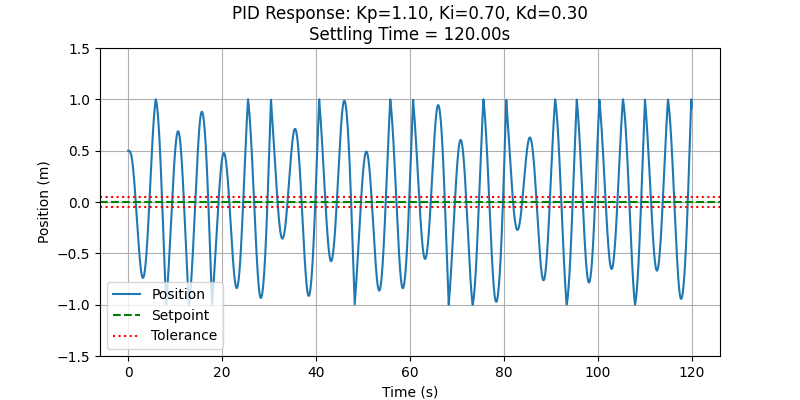 PID Response: Kp=1.10, Ki=0.70, Kd=0.30
Settling Time = 120.00s
1.5
1.0
0.5
0.0
−0.5
−1.0
−1.5
Position (m)
Position
Setpoint
Tolerance
0
20
40
60
80
100
120
Time (s)